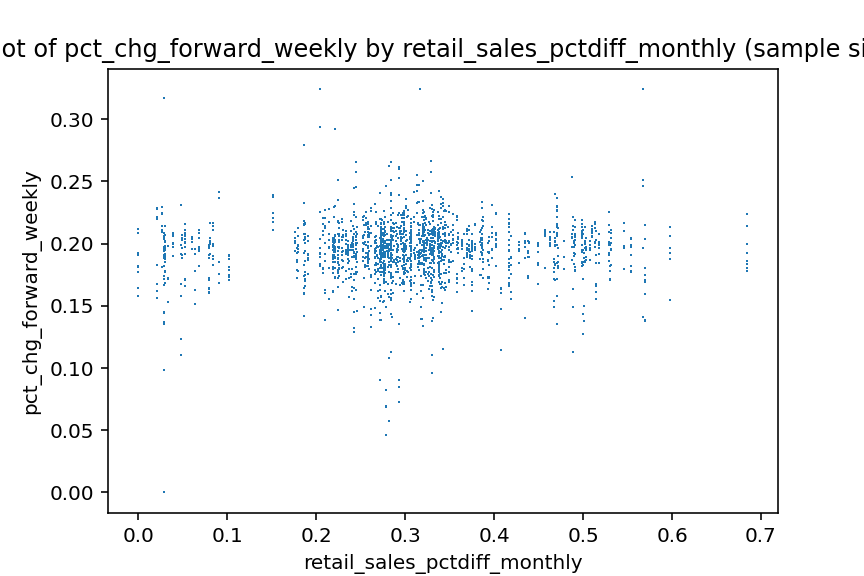 ot of pct_chg_forward_weekly by retail_sales_pctdiff_monthly (sample si
0.30
0.25
0.20
0.15
0.10
0.05
0.00
pct_chg_forward_weekly
0.0 0.1 0.2 0.3 0.4 0.5 0.6 0.7
retail_sales_pctdiff_monthly